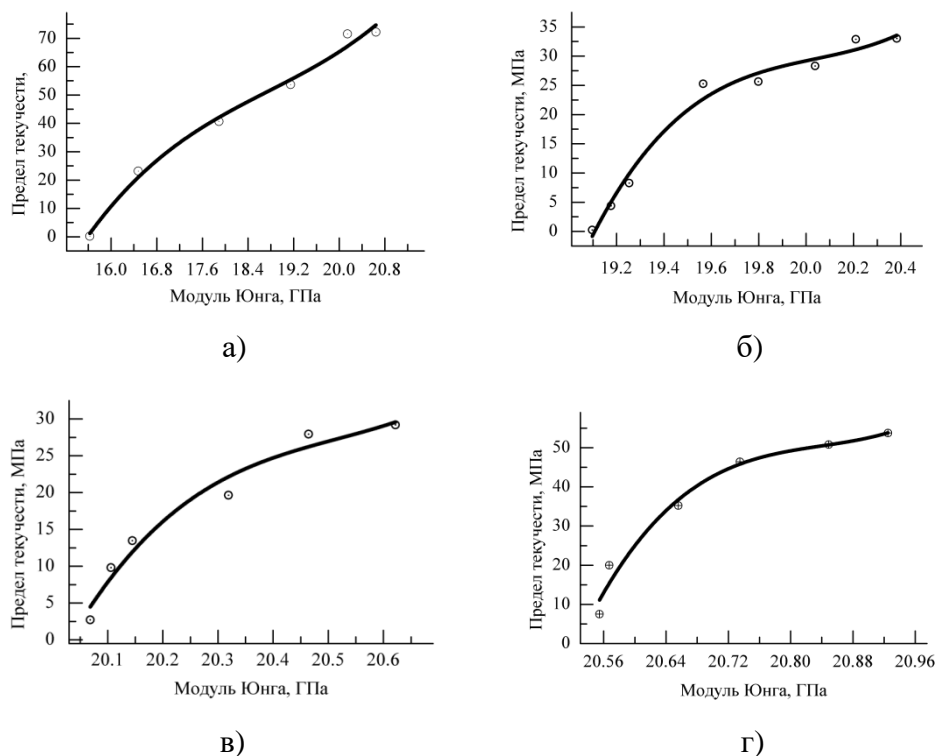 Предел текучести,
70
60
50
40
30
20
10
0
16.0 16.8 17.6 18.4 19.2 20.0 20.8
Модуль Юнга, ГПа
а)
Предел текучести, МПа
35
30
25
20
15
10
5
0
19.2 19.4 19.6 19.8 20.0 20.2 20.4
Модуль Юнга, ГПа
б)
Предел текучести, МПа
30
25
20
15
10
5
0
20.1 20.2 20.3 20.4 20.5 20.6
Модуль Юнга, ГПа
в)
Предел текучести, МПа
50
40
30
20
10
0
20.56 20.64 20.72 20.80 20.88 20.96
Модуль Юнга, ГПа
г)